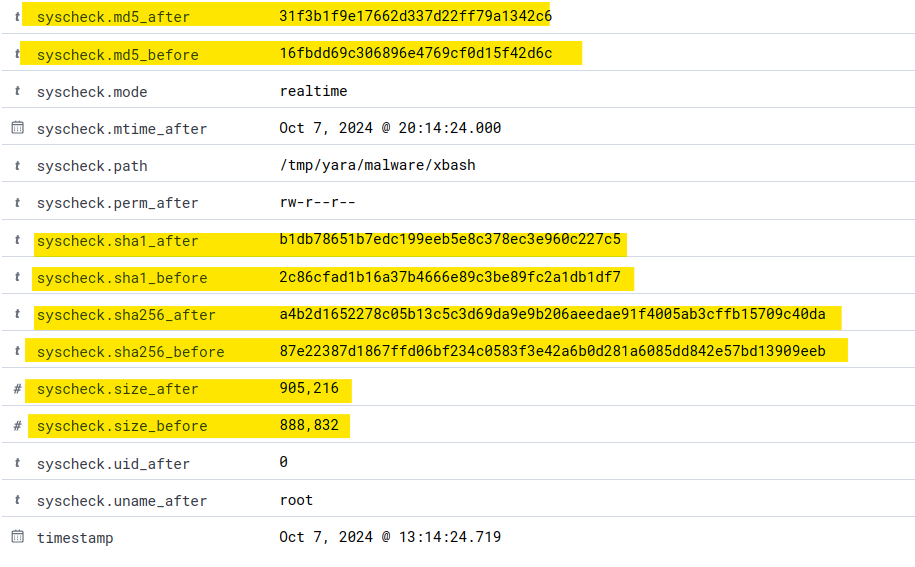 t syscheck.md5_after 31f3b1f9e17662d337d22ff79a1342c6
t syscheck.md5_before 16fbdd69c306896e4769cf0d15f42d6c
t syscheck.mode realtime
syscheck.mtime_after Oct 7, 2024 @ 20:14:24.000
t syscheck.path /tmp/yara/malware/xbash
t syscheck.perm_after rw-r--r--
t syscheck.sha1_after b1db78651b7edc199eeb5e8c378ec3e960c227c5
t syscheck.sha1_before 2c86cfad1b16a37b4666e89c3be89fc2a1db1df7
t syscheck.sha256_after a4b2d1652278c05b13c5c3d69da9e9b206aeedae91f4005ab3cffb15709c40da
t syscheck.sha256_before 87e22387d1867ffd06bf234c0583f3e42a6b0d281a6085dd842e57bd13909eeb
# syscheck.size_after 905,216
# syscheck.size_before 888,832
t syscheck.uid_after 0
t syscheck.uname_after root
timestamp Oct 7, 2024 @ 13:14:24.719